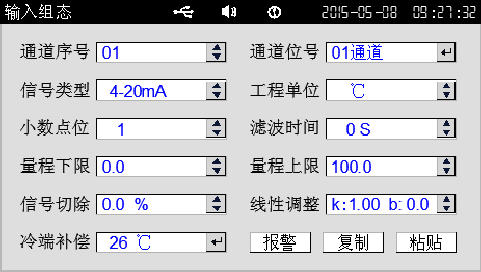 输入组态 2015-05-08 09:27:32
通道序号 01 通道位号 01通道
信号类型 4-20mA 工程单位 ℃
小数点位 1 滤波时间 0 S
量程下限 0.0 量程上限 100.0
信号切除 0.0 % 线性调整 k:1.00 b:0.0
冷端补偿 26 ℃ 报警 复制 粘贴